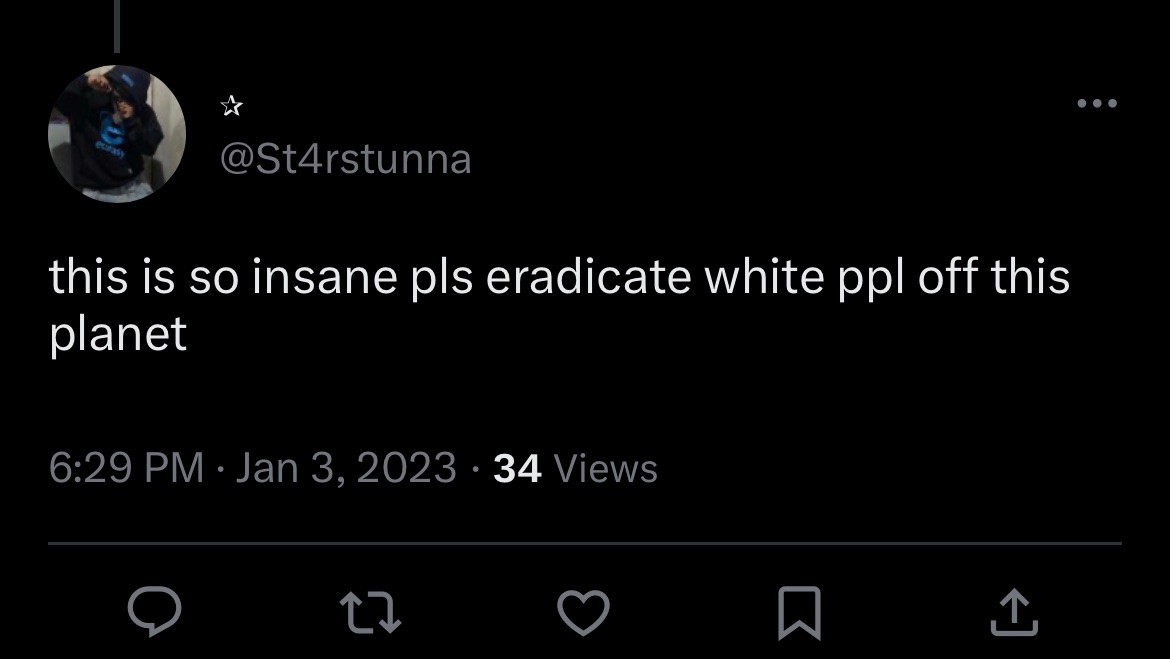 ☆
@St4rstunna
this is so insane pls eradicate white ppl off this
planet
6:29 PM · Jan 3, 2023 · 34 Views